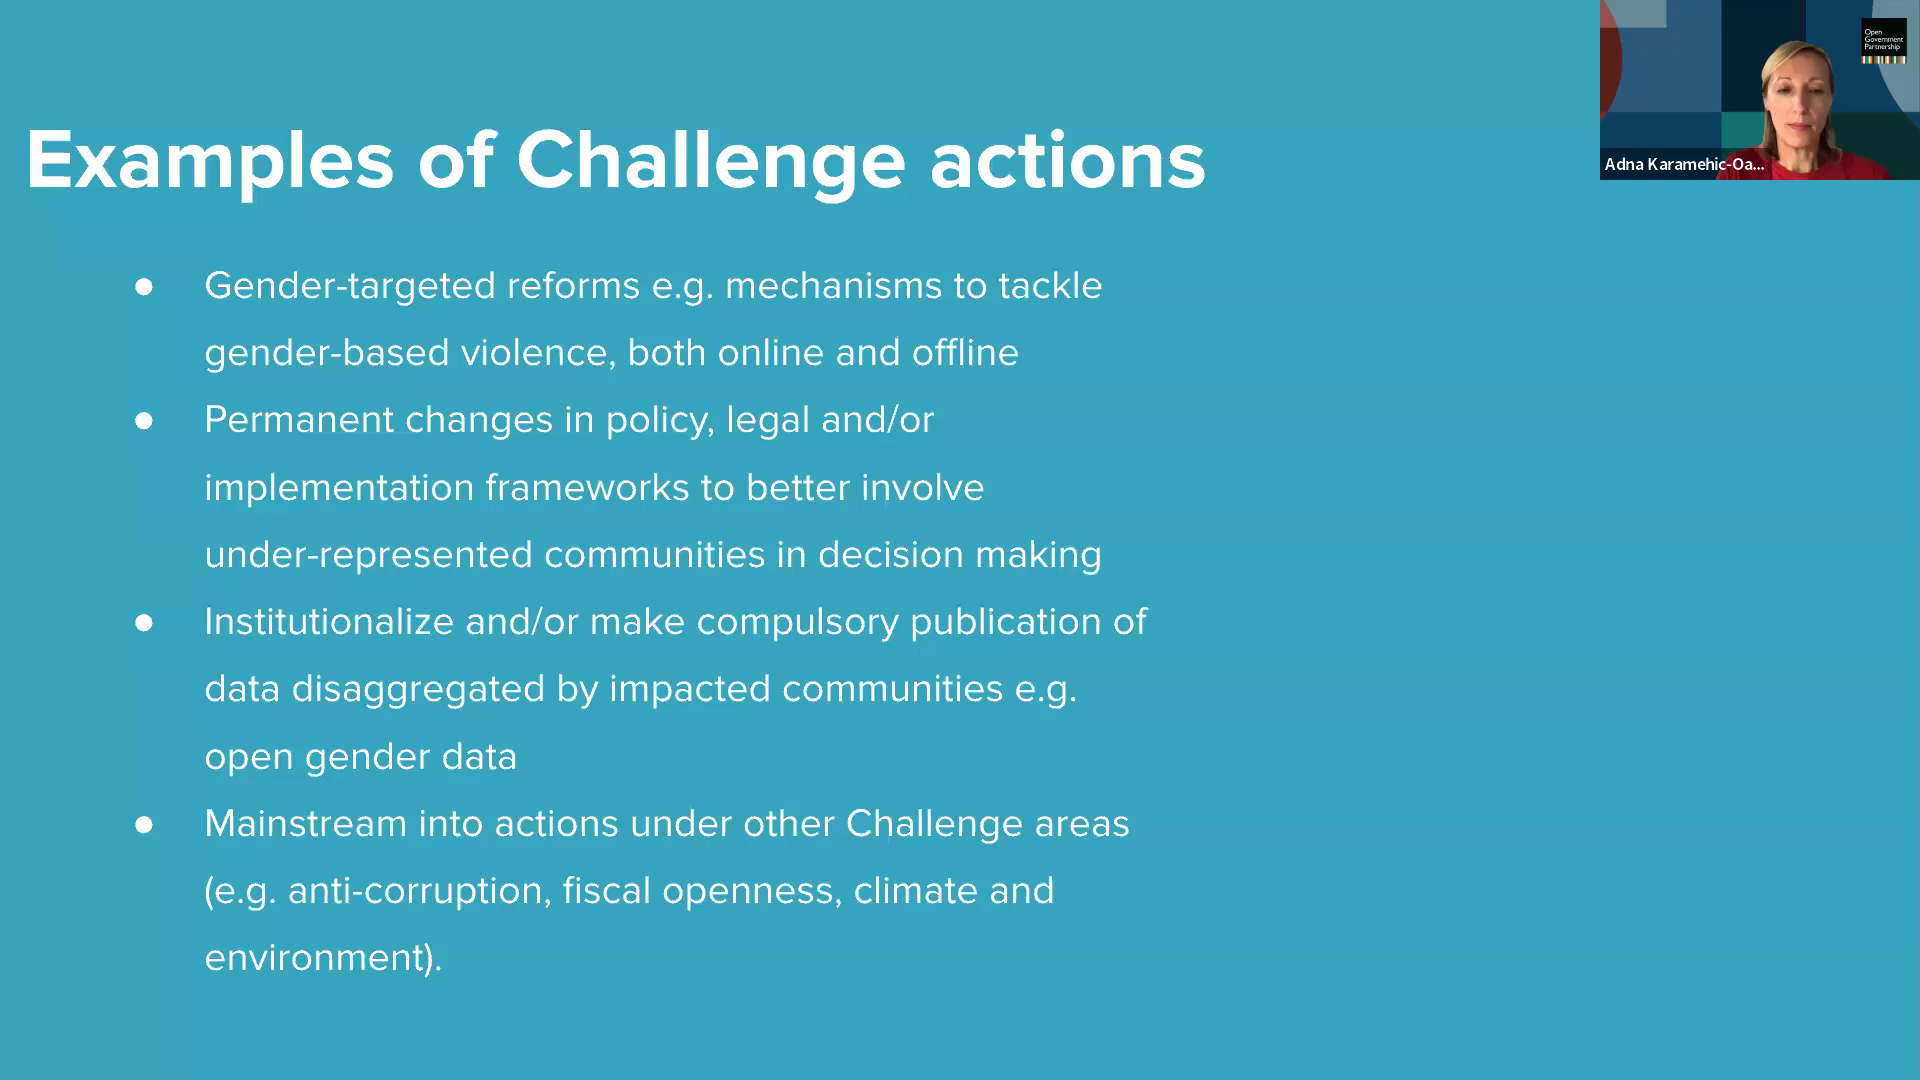 Examples of Challenge actions
● Gender-targeted reforms e.g. mechanisms to tackle
gender-based violence, both online and offline
● Permanent changes in policy, legal and/or
implementation frameworks to better involve
under-represented communities in decision making
● Institutionalize and/or make compulsory publication of
data disaggregated by impacted communities e.g.
open gender data
● Mainstream into actions under other Challenge areas
(e.g. anti-corruption, fiscal openness, climate and
environment).
Open
Government
Partnership
Adna Karamehic-Oa...